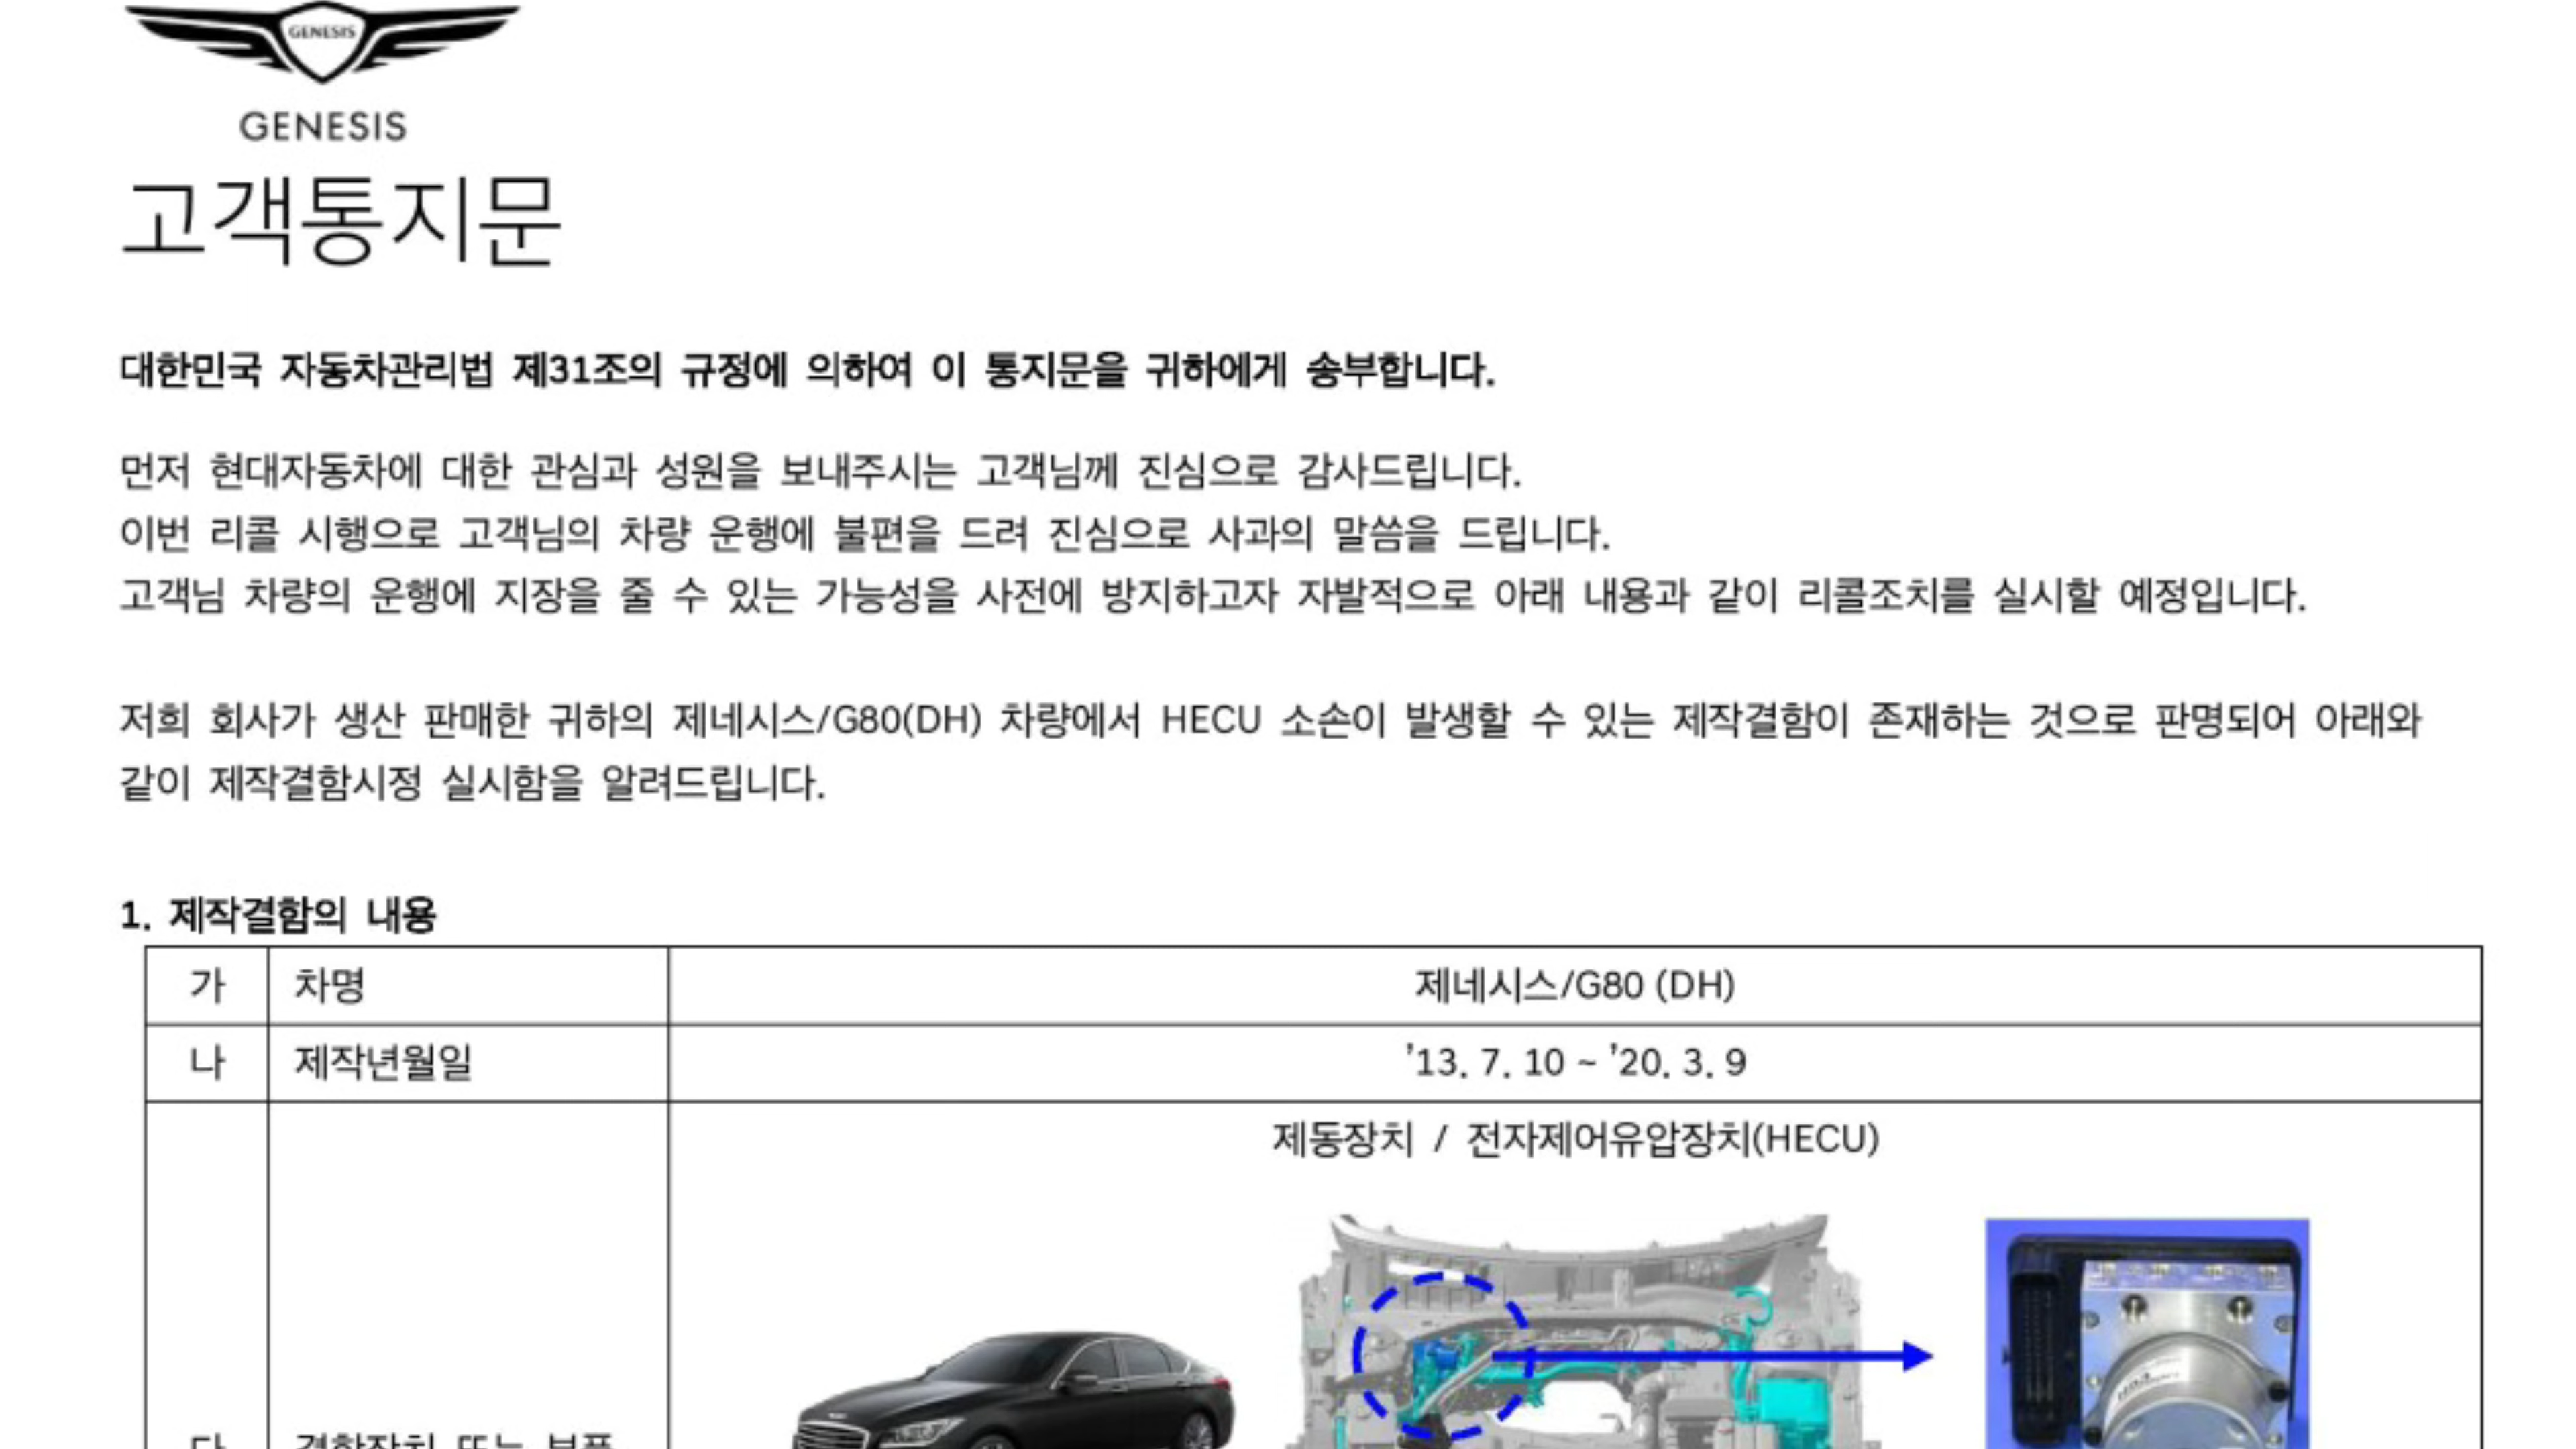 GENESIS
GENESIS
고객통지문
대한민국 자동차관리법 제31조의 규정에 의하여 이 통지문을 귀하에게 송부합니다.
먼저 현대자동차에 대한 관심과 성원을 보내주시는 고객님께 진심으로 감사드립니다.
이번 리콜 시행으로 고객님의 차량 운행에 불편을 드려 진심으로 사과의 말씀을 드립니다.
고객님 차량의 운행에 지장을 줄 수 있는 가능성을 사전에 방지하고자 자발적으로 아래 내용과 같이 리콜조치를 실시할 예정입니다.
저희 회사가 생산 판매한 귀하의 제네시스/G80(DH) 차량에서 HECU 소손이 발생할 수 있는 제작결함이 존재하는 것으로 판명되어 아래와
같이 제작결함시정 실시함을 알려드립니다.
1. 제작결함의 내용
가 차명 제네시스/G80 (DH)
나 제작년월일 '13. 7. 10 ~ '20. 3. 9
제동장치 / 전자제어유압장치(HECU)
다 결함장치 또는 부품